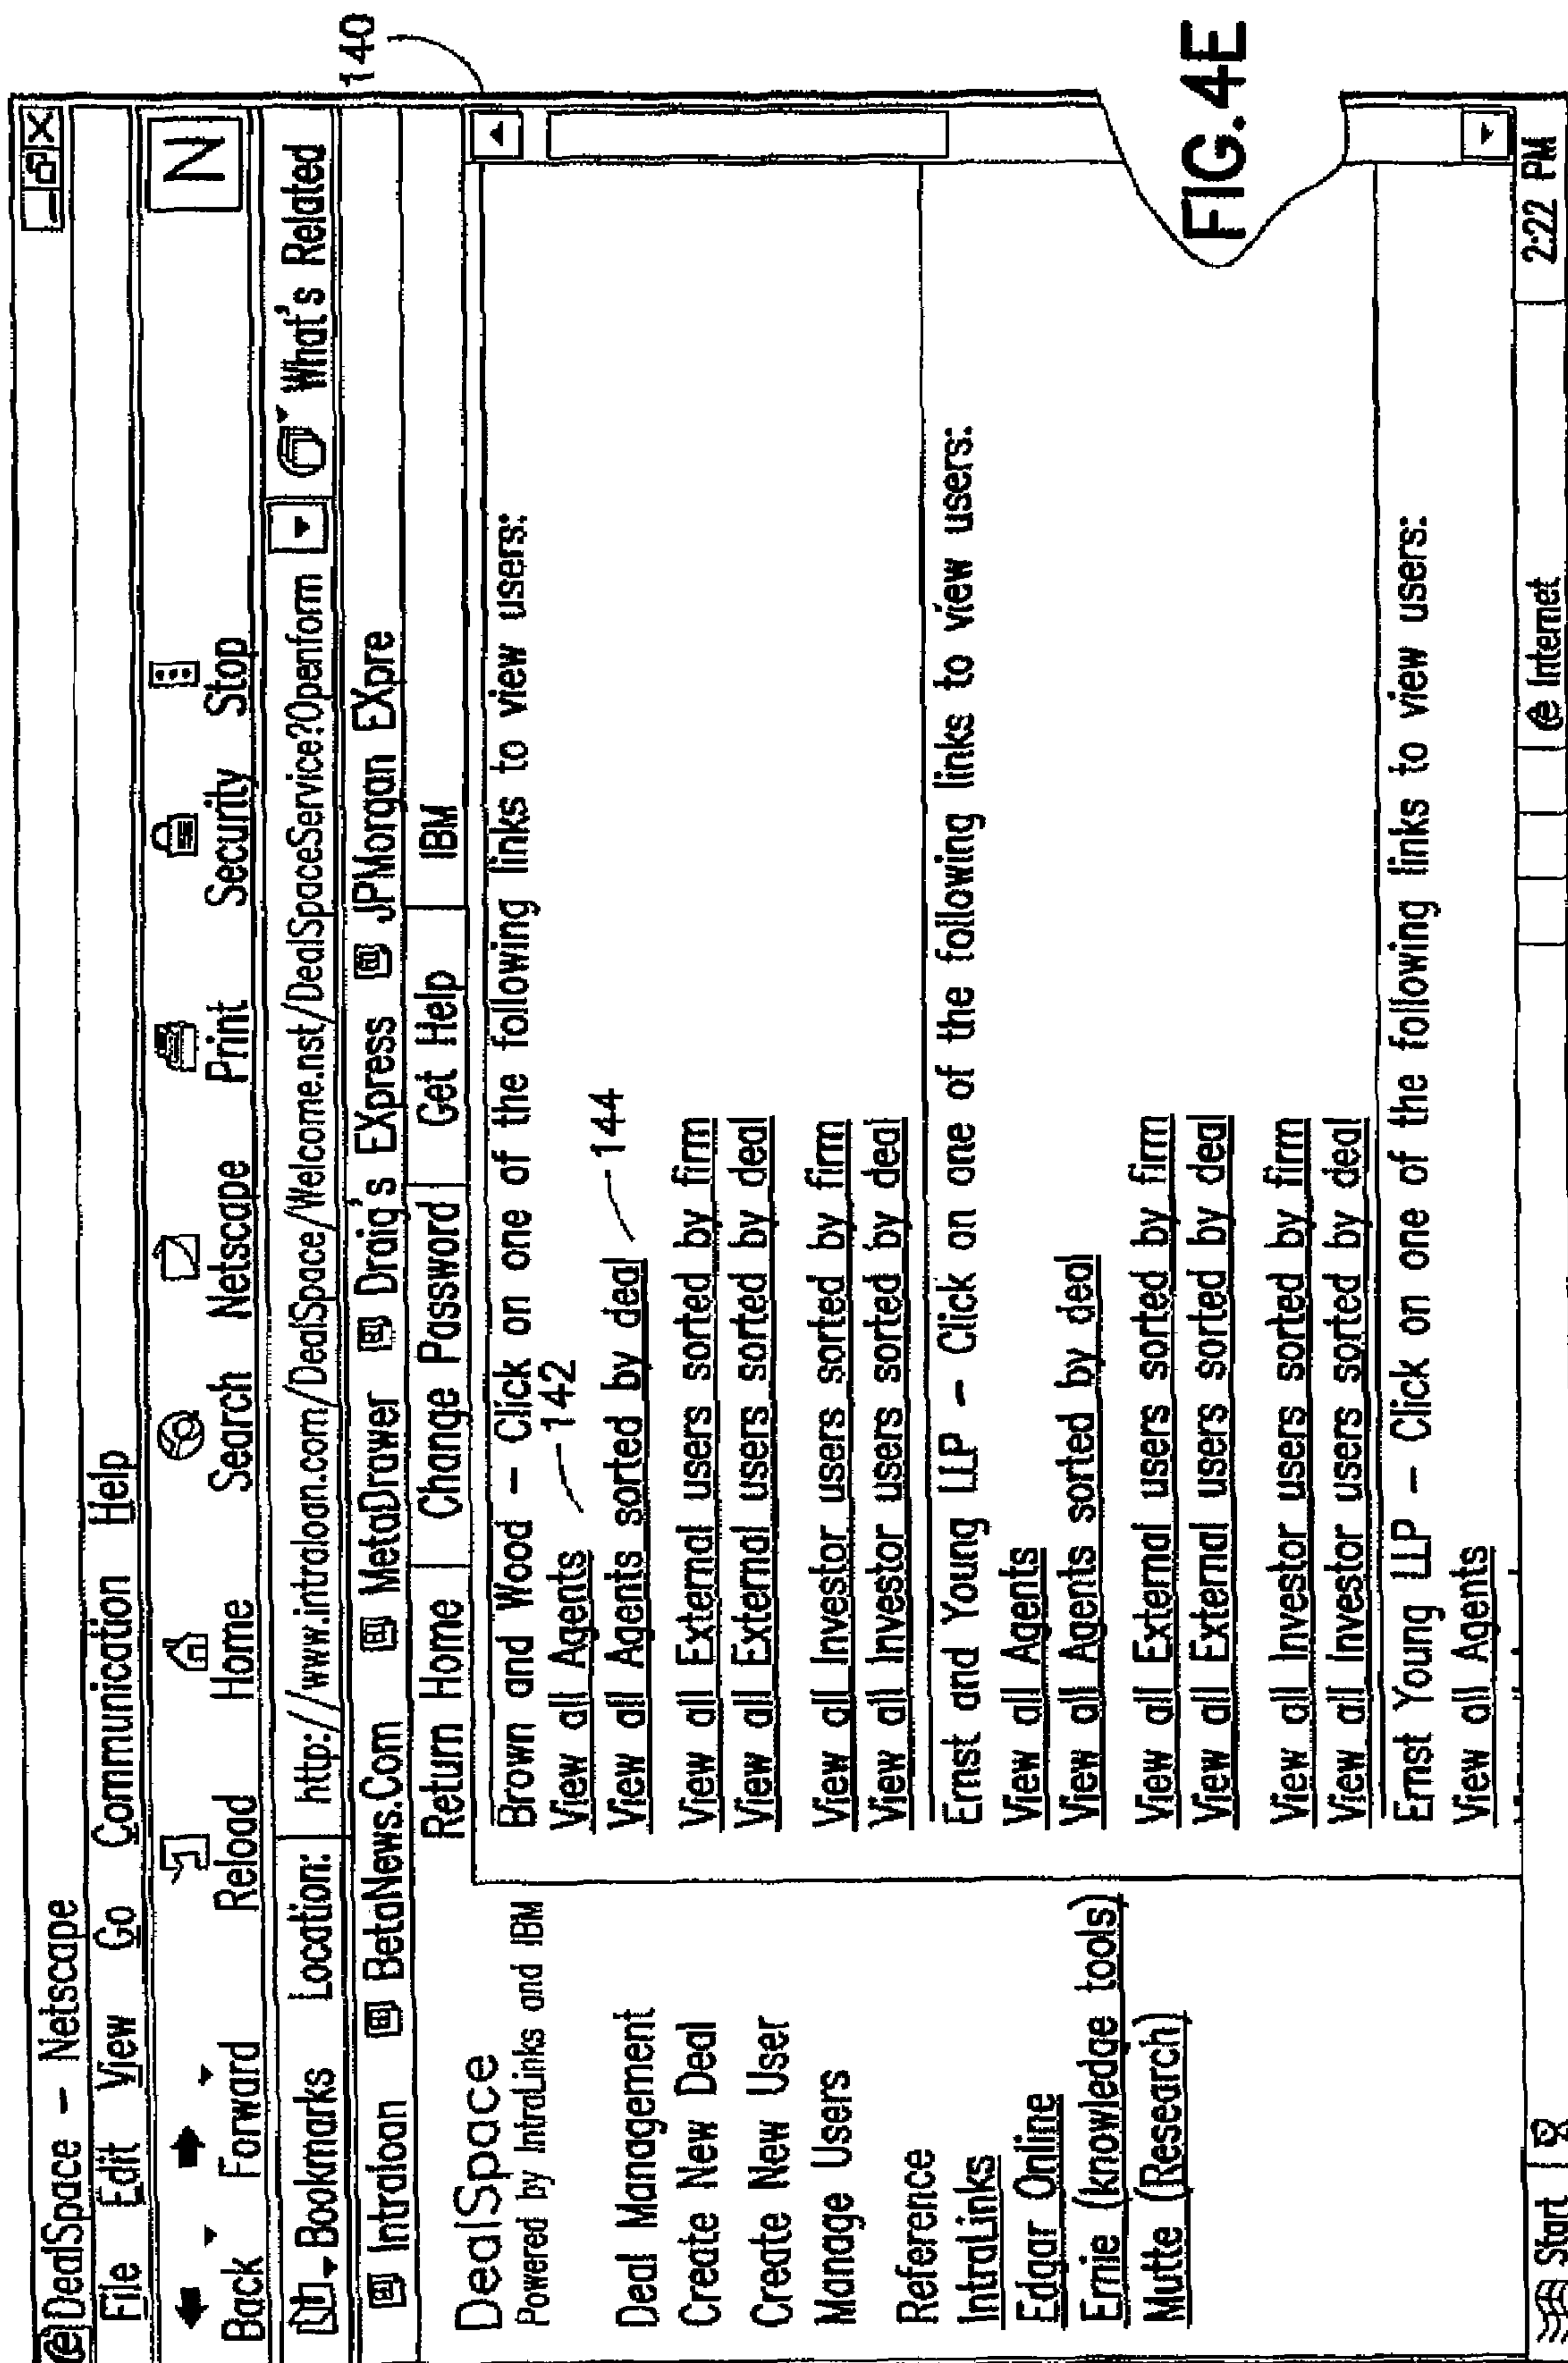 DealSpace - Netscape
File Edit View Go Communication Help
Back Forward Reload Home Search Netscape Print Security Stop
N
Bookmarks Location: http://www.intraloan.com/DealSpace/Welcome.nst/DealSpaceService?Openform What's Related
Intraloan BetaNews.Com MetaDrawer Draig's EXpress JPMorgan EXpre
140
Return Home Change Password Get Help IBM
DealSpace
Powered by IntraLinks and IBM
Deal Management
Create New Deal
Create New User
Manage Users
Reference
IntraLinks
Edgar Online
Ernie (knowledge tools)
Mutte (Research)
Brown and Wood - Click on one of the following links to view users:
View all Agents 142
View all Agents sorted by deal 144
View all External users sorted by firm
View all External users sorted by deal
View all Investor users sorted by firm
View all Investor users sorted by deal
Ernst and Young LLP - Click on one of the following links to view users:
View all Agents
View all Agents sorted by deal
View all External users sorted by firm
View all External users sorted by deal
View all Investor users sorted by firm
View all Investor users sorted by deal
Ernst Young LLP - Click on one of the following links to view users:
View all Agents
Start Internet 2:22 PM
FIG.4E